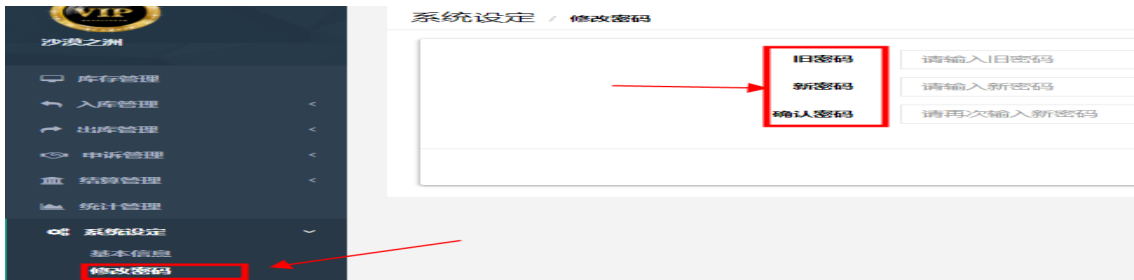 VIP
沙漠之洲
库存管理
入库管理
出库管理
申诉管理
结算管理
统计管理
系统设定
基本信息
修改密码
系统设定 / 修改密码
旧密码 请输入旧密码
新密码 请输入新密码
确认密码 请再次输入新密码